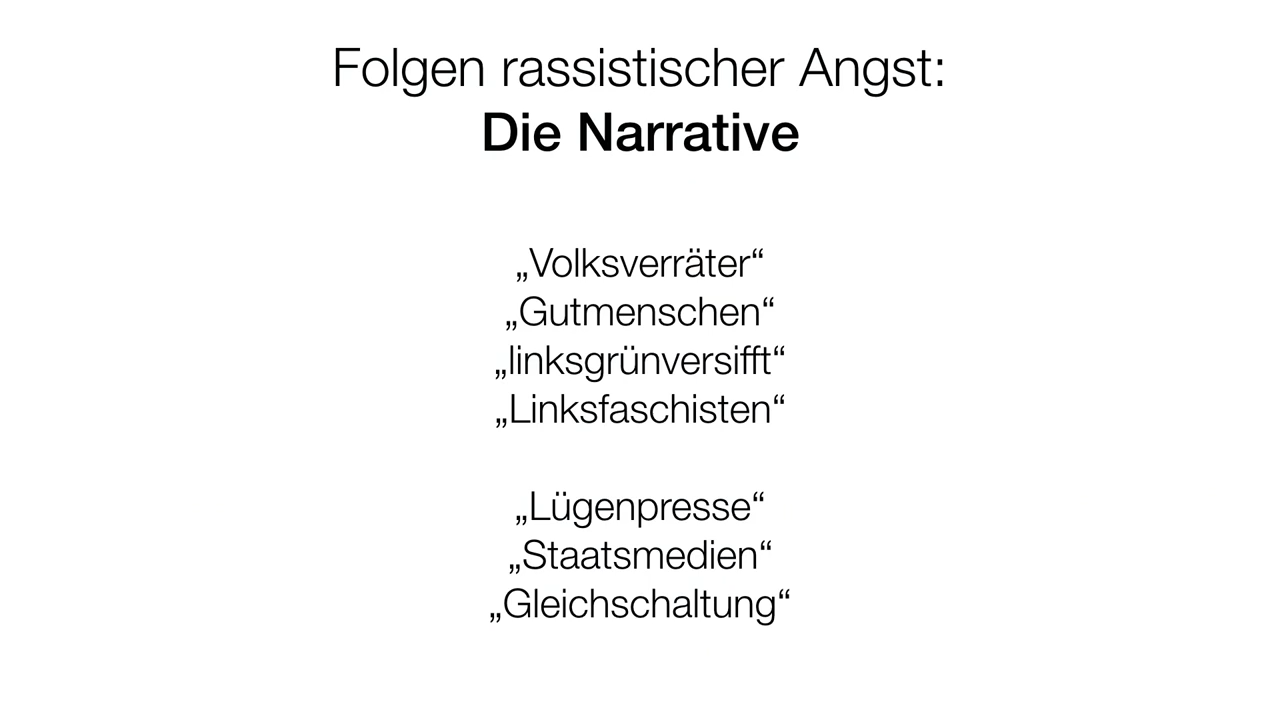 Folgen rassistischer Angst:
Die Narrative
„Volksverräter“
„Gutmenschen“
„linksgrünversifft“
„Linksfaschisten“
„Lügenpresse“
„Staatsmedien“
„Gleichschaltung“